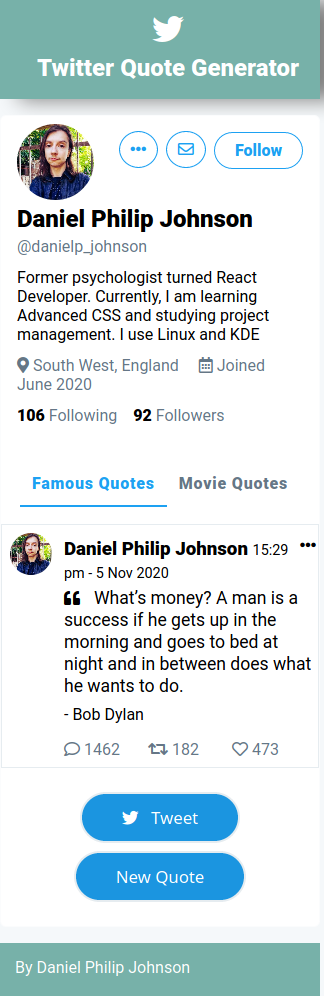 Twitter Quote Generator
Follow
Daniel Philip Johnson
@danielp_johnson
Former psychologist turned React
Developer. Currently, I am learning
Advanced CSS and studying project
management. I use Linux and KDE
South West, England Joined
June 2020
106 Following 92 Followers
Famous Quotes Movie Quotes
Daniel Philip Johnson 15:29
pm - 5 Nov 2020
“ What’s money? A man is a
success if he gets up in the
morning and goes to bed at
night and in between does what
he wants to do.
- Bob Dylan
1462 182 473
Tweet
New Quote
By Daniel Philip Johnson